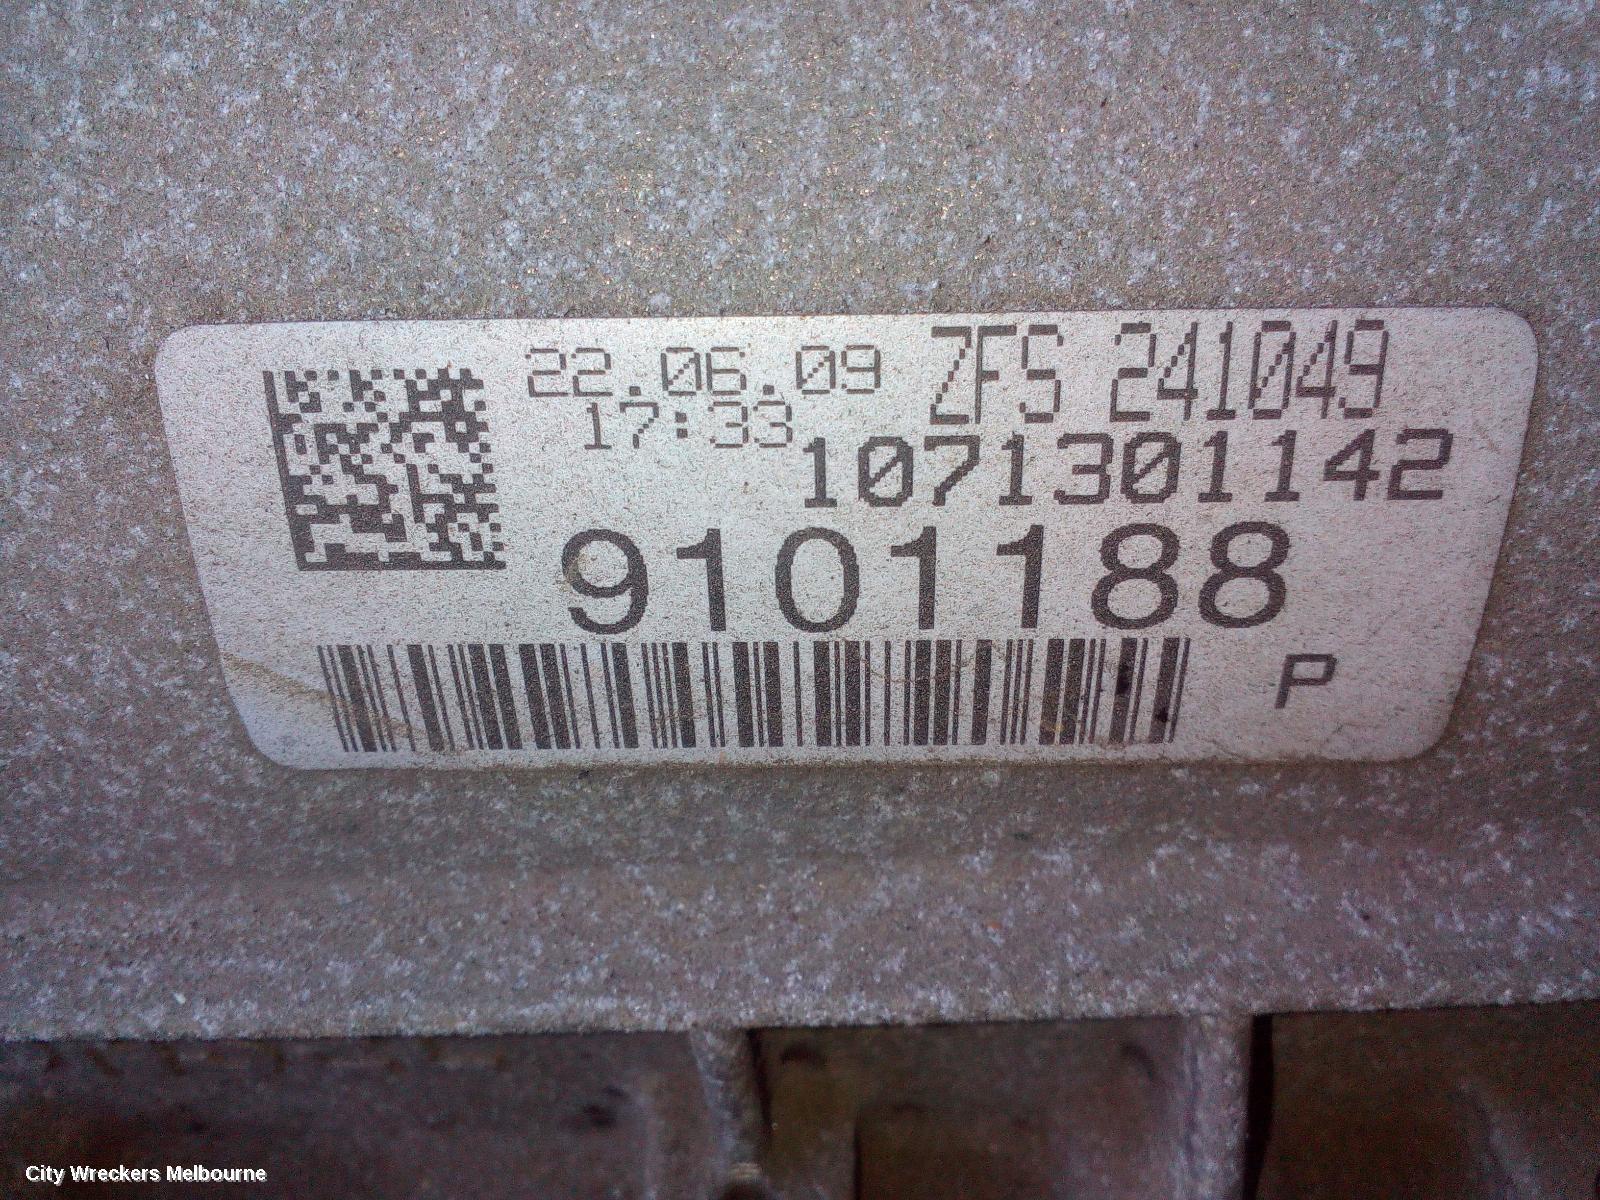 22.06.09 ZFS 241049
17:33
1071301142
9101188
P
City Wreckers Melbourne